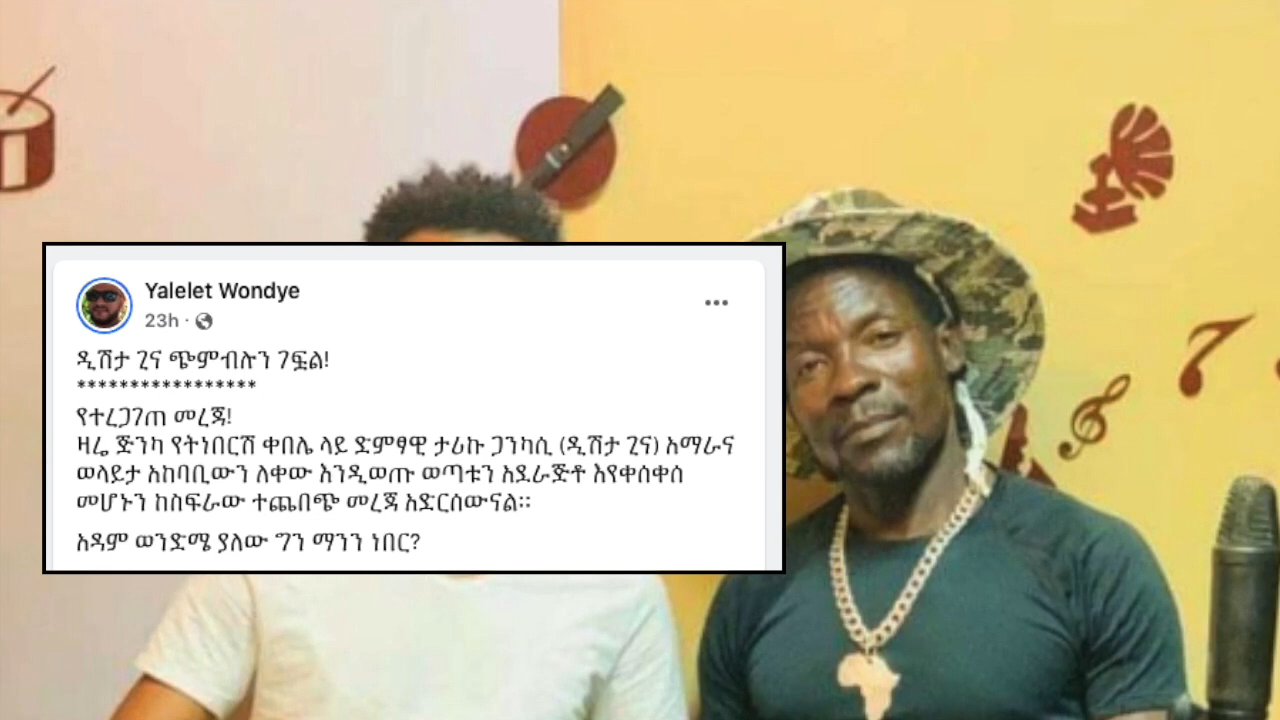 Yalelet Wondye
23h ·
ዲሽታ ጊና ጭምብሉን ገፏል!
*****************
የተረጋገጠ መረጃ!
ዛሬ ጅንካ የትነበርሽ ቀበሌ ላይ ድምፃዊ ታሪኩ ጋንካሲ (ዲሽታ ጊና) አማራና
ወላይታ አከባቢውን ለቀው እንዲወጡ ወጣቱን አደራጅቶ እየቀሰቀሰ
መሆኑን ከስፍራው ተጨበጭ መረጃ አድርሰውናል።
አዳም ወንድሜ ያለው ግን ማንን ነበር?